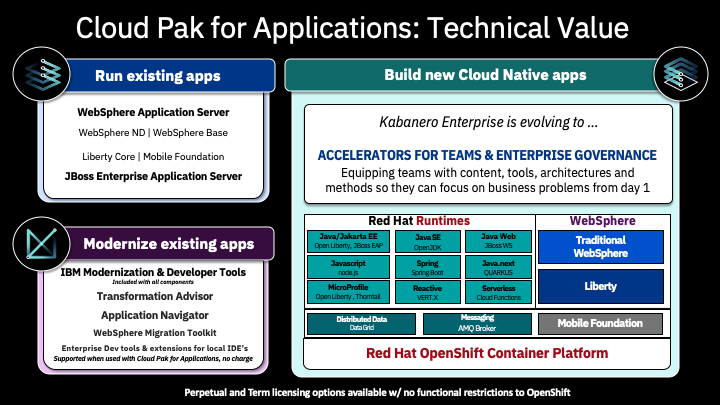 Cloud Pak for Applications: Technical Value
Run existing apps
WebSphere Application Server
WebSphere ND | WebSphere Base
Liberty Core | Mobile Foundation
JBoss Enterprise Application Server
Modernize existing apps
IBM Modernization & Developer Tools
Included with all components
Transformation Advisor
Application Navigator
WebSphere Migration Toolkit
Enterprise Dev tools & extensions for local IDE's
Supported when used with Cloud Pak for Applications, no charge
Build new Cloud Native apps
Kabanero Enterprise is evolving to ...
ACCELERATORS FOR TEAMS & ENTERPRISE GOVERNANCE
Equipping teams with content, tools, architectures and
methods so they can focus on business problems from day 1
Red Hat Runtimes
Java/Jakarta EE
Open Liberty, JBoss EAP
Java SE
OpenJDK
Java Web
JBoss WS
Javascript
node.js
Spring
Spring Boot
Java.next
QUARKUS
MicroProfile
Open Liberty, Thorntail
Reactive
VERT.X
Serverless
Cloud Functions
WebSphere
Traditional
WebSphere
Liberty
Distributed Data
Data Grid
Messaging
AMQ Broker
Mobile Foundation
Red Hat OpenShift Container Platform
Perpetual and Term licensing options available w/ no functional restrictions to OpenShift